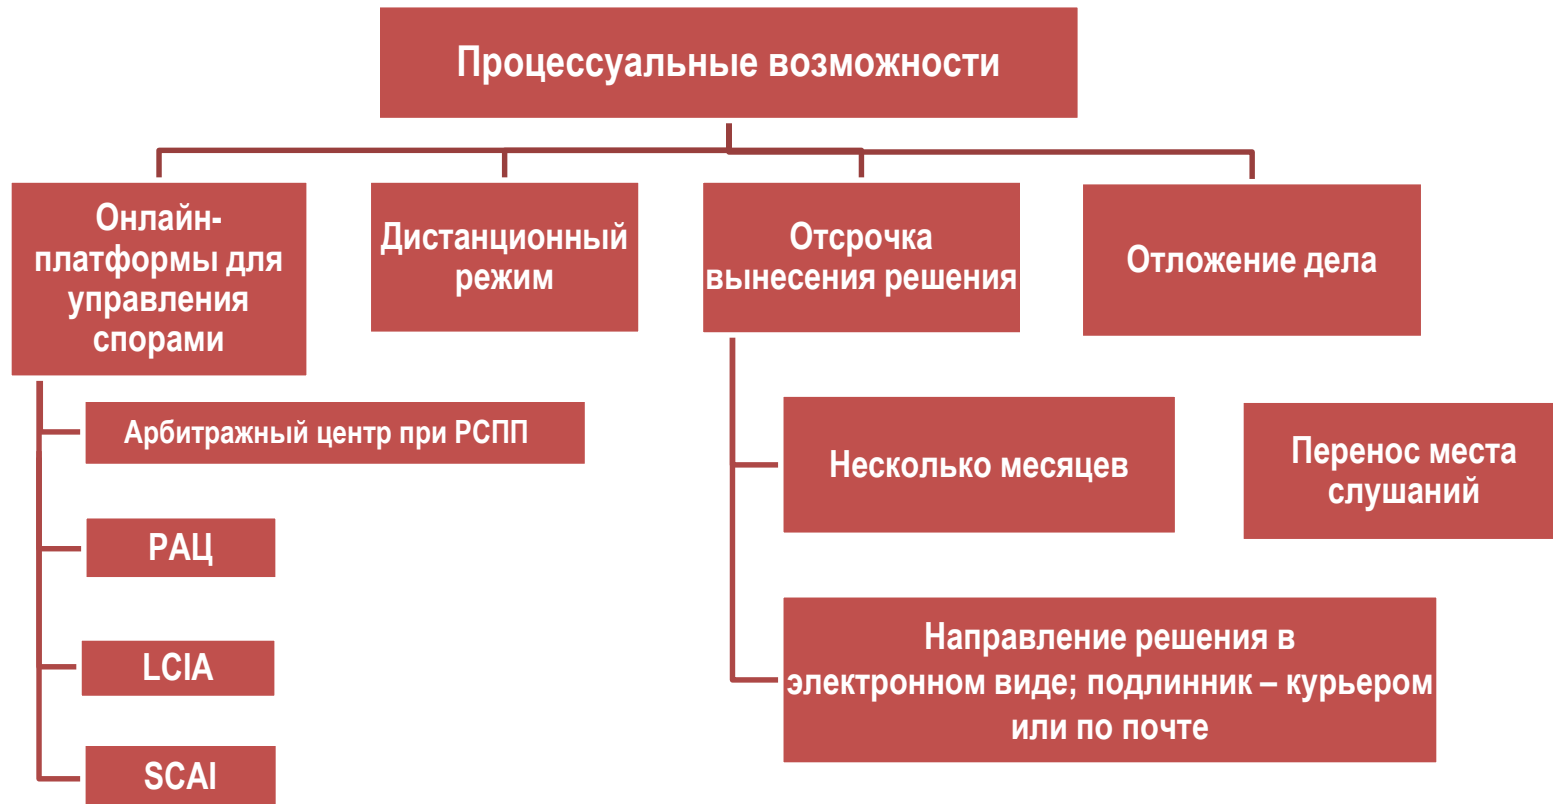 Процессуальные возможности
Онлайн-
платформы для
управления
спорами
Дистанционный
режим
Отсрочка
вынесения решения
Отложение дела
Арбитражный центр при РСПП
РАЦ
LCIA
SCAI
Несколько месяцев
Направление решения в
электронном виде; подлинник – курьером
или по почте
Перенос места
слушаний